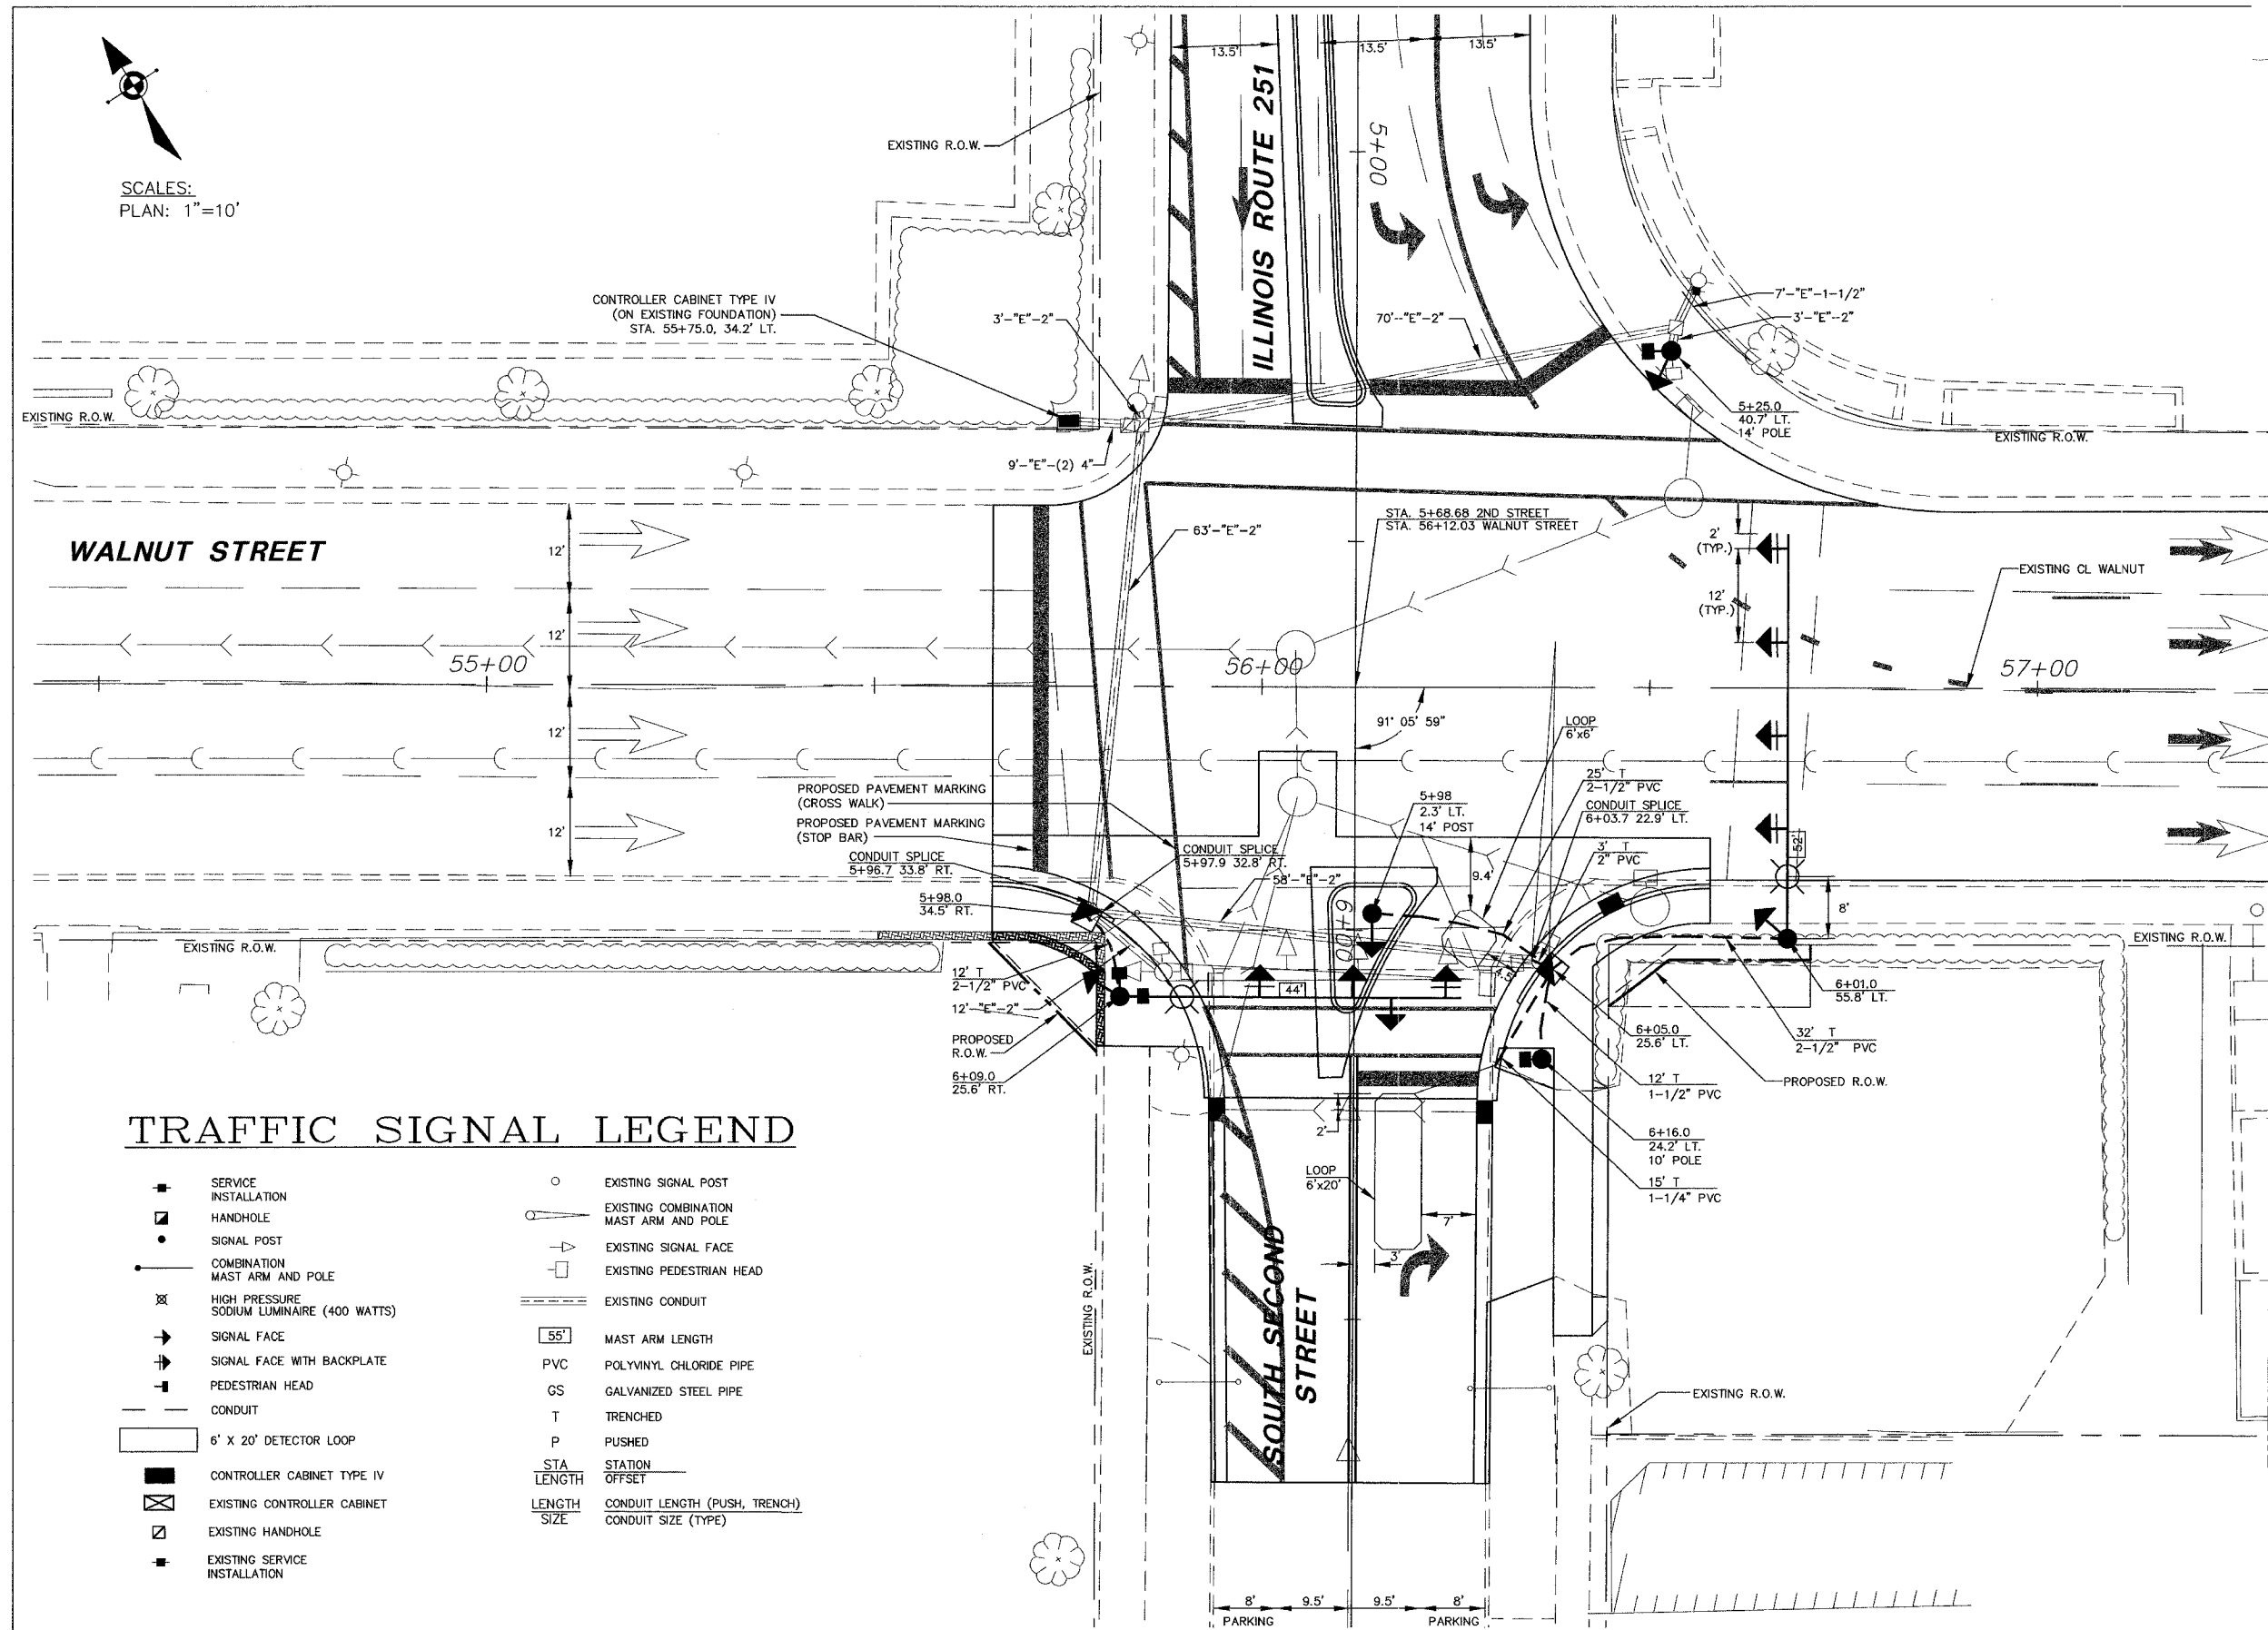 SCALES:
PLAN: 1"=10'
13.5'
13.5'
13.5'
ILLINOIS ROUTE 251
5+00
EXISTING R.O.W.
CONTROLLER CABINET TYPE IV
(ON EXISTING FOUNDATION)
STA. 55+75.0, 34.2' LT.
3'-"E"-2"
70'-"E"-2"
7'-"E"-1-1/2"
3'-"E"-2"
5+25.0
40.7' LT.
14' POLE
EXISTING R.O.W.
EXISTING R.O.W.
9'-"E"-(2) 4"
WALNUT STREET
12'
12'
12'
12'
63'-"E"-2"
STA. 5+68.68 2ND STREET
STA. 56+12.03 WALNUT STREET
2'
(TYP.)
12'
(TYP.)
EXISTING CL WALNUT
55+00
56+00
57+00
91° 05' 59"
LOOP
6'x6'
25' T
2-1/2" PVC
CONDUIT SPLICE
6+03.7 22.9' LT.
3' T
2" PVC
PROPOSED PAVEMENT MARKING
(CROSS WALK)
PROPOSED PAVEMENT MARKING
(STOP BAR)
CONDUIT SPLICE
5+96.7 33.8' RT.
CONDUIT SPLICE
5+97.9 32.8' RT.
58'-"E"-2"
5+98
2.3' LT.
14' POST
9.4'
52'
8'
5+98.0
34.5' RT.
6+00
4.5'
44'
EXISTING R.O.W.
EXISTING R.O.W.
12' T
2-1/2" PVC
12'-"E"-2"
PROPOSED
R.O.W.
6+09.0
25.6' RT.
6+01.0
55.8' LT.
6+05.0
25.6' LT.
32' T
2-1/2" PVC
12' T
1-1/2" PVC
PROPOSED R.O.W.
6+16.0
24.2' LT.
10' POLE
15' T
1-1/4" PVC
2'
LOOP
6'x20'
7'
3'
SOUTH SECOND
STREET
EXISTING R.O.W.
EXISTING R.O.W.
8'
9.5'
9.5'
8'
PARKING
PARKING
TRAFFIC SIGNAL LEGEND
SERVICE
INSTALLATION
HANDHOLE
SIGNAL POST
COMBINATION
MAST ARM AND POLE
HIGH PRESSURE
SODIUM LUMINAIRE (400 WATTS)
SIGNAL FACE
SIGNAL FACE WITH BACKPLATE
PEDESTRIAN HEAD
CONDUIT
6' X 20' DETECTOR LOOP
CONTROLLER CABINET TYPE IV
EXISTING CONTROLLER CABINET
EXISTING HANDHOLE
EXISTING SERVICE
INSTALLATION
EXISTING SIGNAL POST
EXISTING COMBINATION
MAST ARM AND POLE
EXISTING SIGNAL FACE
EXISTING PEDESTRIAN HEAD
EXISTING CONDUIT
55' MAST ARM LENGTH
PVC POLYVINYL CHLORIDE PIPE
GS GALVANIZED STEEL PIPE
T TRENCHED
P PUSHED
STA STATION
LENGTH OFFSET
LENGTH CONDUIT LENGTH (PUSH, TRENCH)
SIZE CONDUIT SIZE (TYPE)